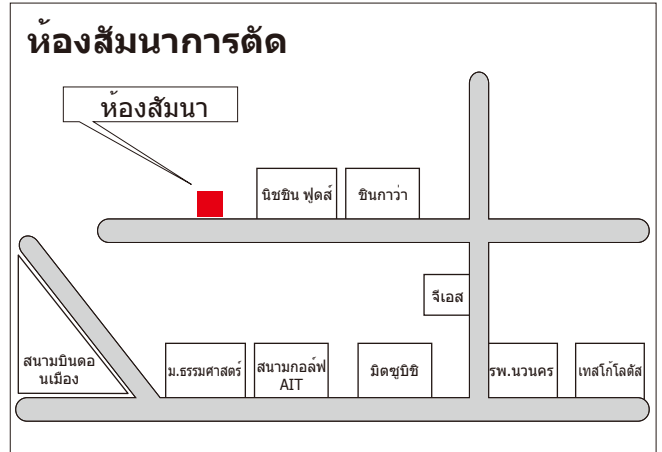 ห้องสัมนาการตัด
ห้องสัมนา
นิชชิน ฟูดส์
ชินกาว่า
จีเอส
สนามบินดอ
นเมือง
ม.ธรรมศาสตร์
สนามกอล์ฟ
AIT
มิตซูบิชิ
รพ.นวนคร
เทสโก้โลตัส